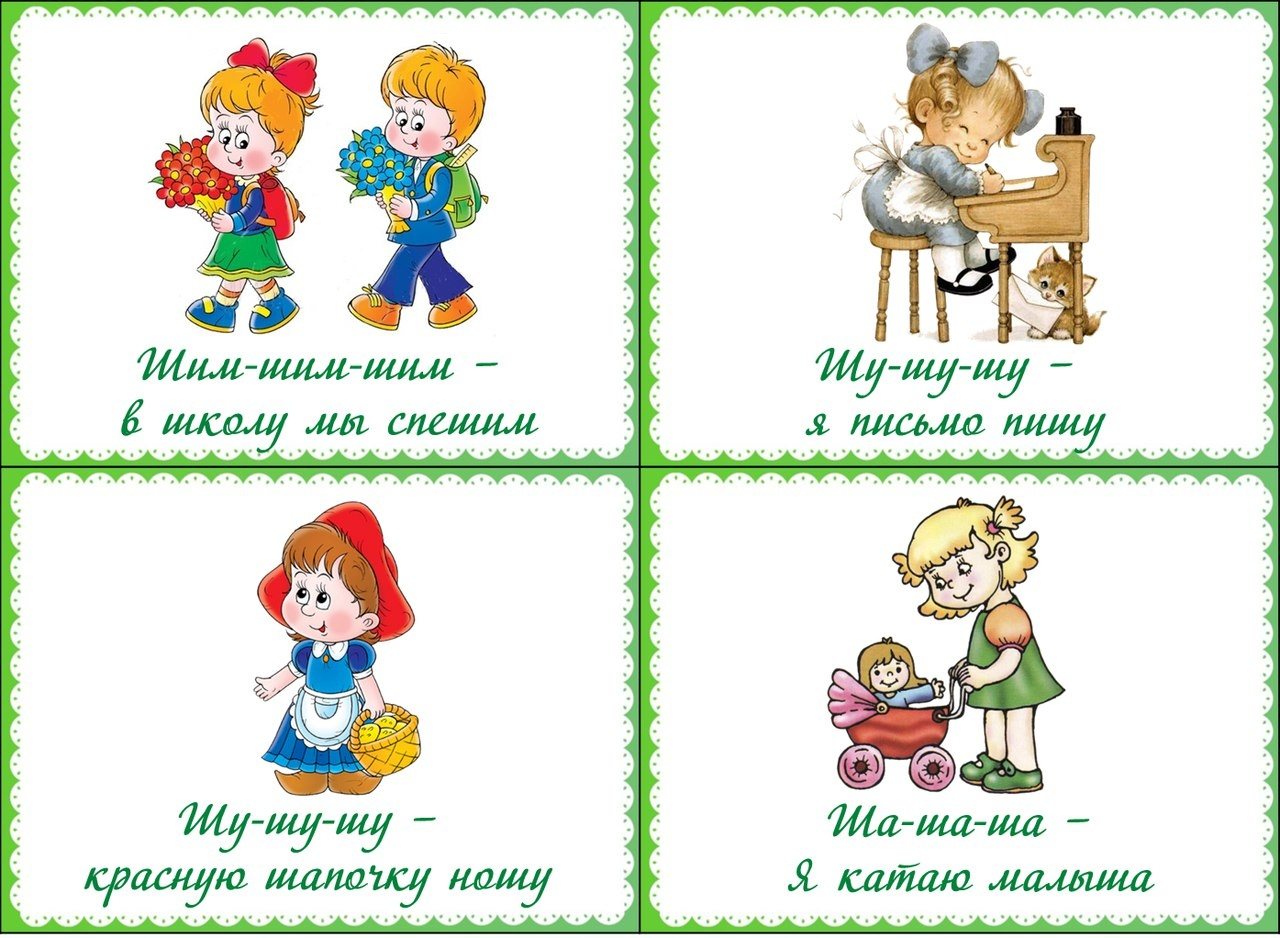 Шим-шим-шим –
в школу мы спешим
Шу-шу-шу –
я письмо пишу
Шу-шу-шу –
красную шапочку ношу
Ша-ша-ша –
Я катаю малыша